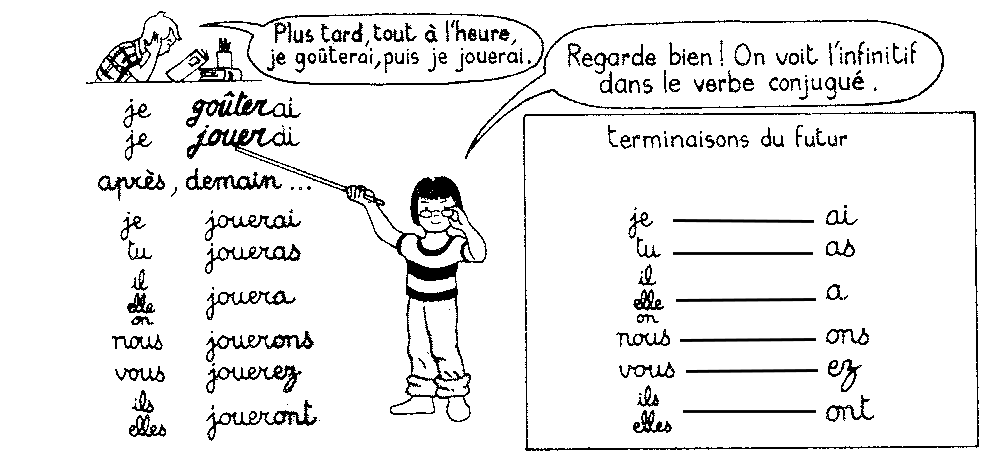 Plus tard, tout à l'heure,
je goûterai, puis je jouerai.
Regarde bien ! On voit l'infinitif
dans le verbe conjugué.
je goûterai
je jouerai
après, demain ...
je jouerai
tu joueras
il
elle
on
jouera
nous jouerons
vous jouerez
ils
elles
joueront
terminaisons du futur
je ai
tu as
il
elle
on
a
nous ons
vous ez
ils
elles
ont